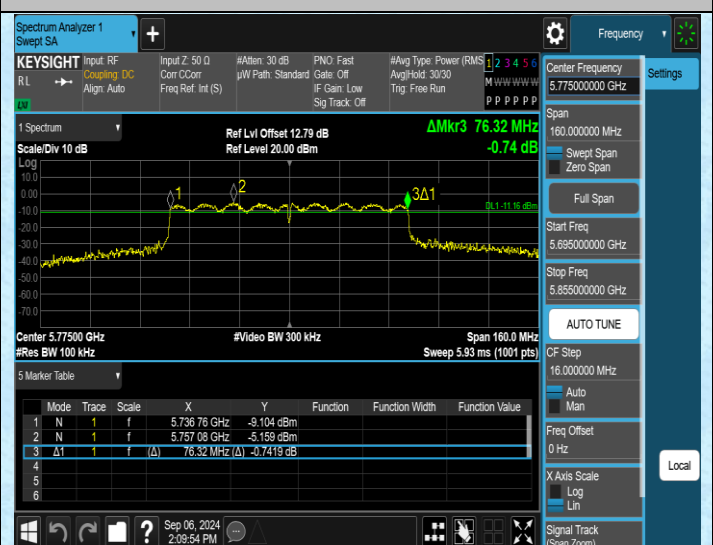 Spectrum Analyzer 1
Swept SA
+
Frequency
KEYSIGHT
RL
LXI
Input: RF
Coupling: DC
Align: Auto
Input Z: 50 Ω
Corr CCorr
Freq Ref: Int (S)
#Atten: 30 dB
µW Path: Standard
PNO: Fast
Gate: Off
IF Gain: Low
Sig Track: Off
#Avg Type: Power (RMS
Avg|Hold: 30/30
Trig: Free Run
1 2 3 4 5 6
M W W W W W
P P P P P P
1 Spectrum
Scale/Div 10 dB
Ref Lvl Offset 12.79 dB
Ref Level 20.00 dBm
ΔMkr3 76.32 MHz
-0.74 dB
Log
10.0
0.00
-10.0
-20.0
-30.0
-40.0
-50.0
-60.0
-70.0
1
2
3Δ1
DL1 -11.16 dBm
Center 5.77500 GHz
#Res BW 100 kHz
#Video BW 300 kHz
Span 160.0 MHz
Sweep 5.93 ms (1001 pts)
5 Marker Table
Mode Trace Scale X Y Function Function Width Function Value
1 N 1 f 5.736 76 GHz -9.104 dBm
2 N 1 f 5.757 08 GHz -5.159 dBm
3 Δ1 1 f (Δ) 76.32 MHz (Δ) -0.7419 dB
4
5
6
?
Sep 06, 2024
2:09:54 PM
Center Frequency
5.775000000 GHz
Span
160.000000 MHz
Swept Span
Zero Span
Full Span
Start Freq
5.695000000 GHz
Stop Freq
5.855000000 GHz
AUTO TUNE
CF Step
16.000000 MHz
Auto
Man
Freq Offset
0 Hz
X Axis Scale
Log
Lin
Signal Track
(Span Zoom)
Settings
Local